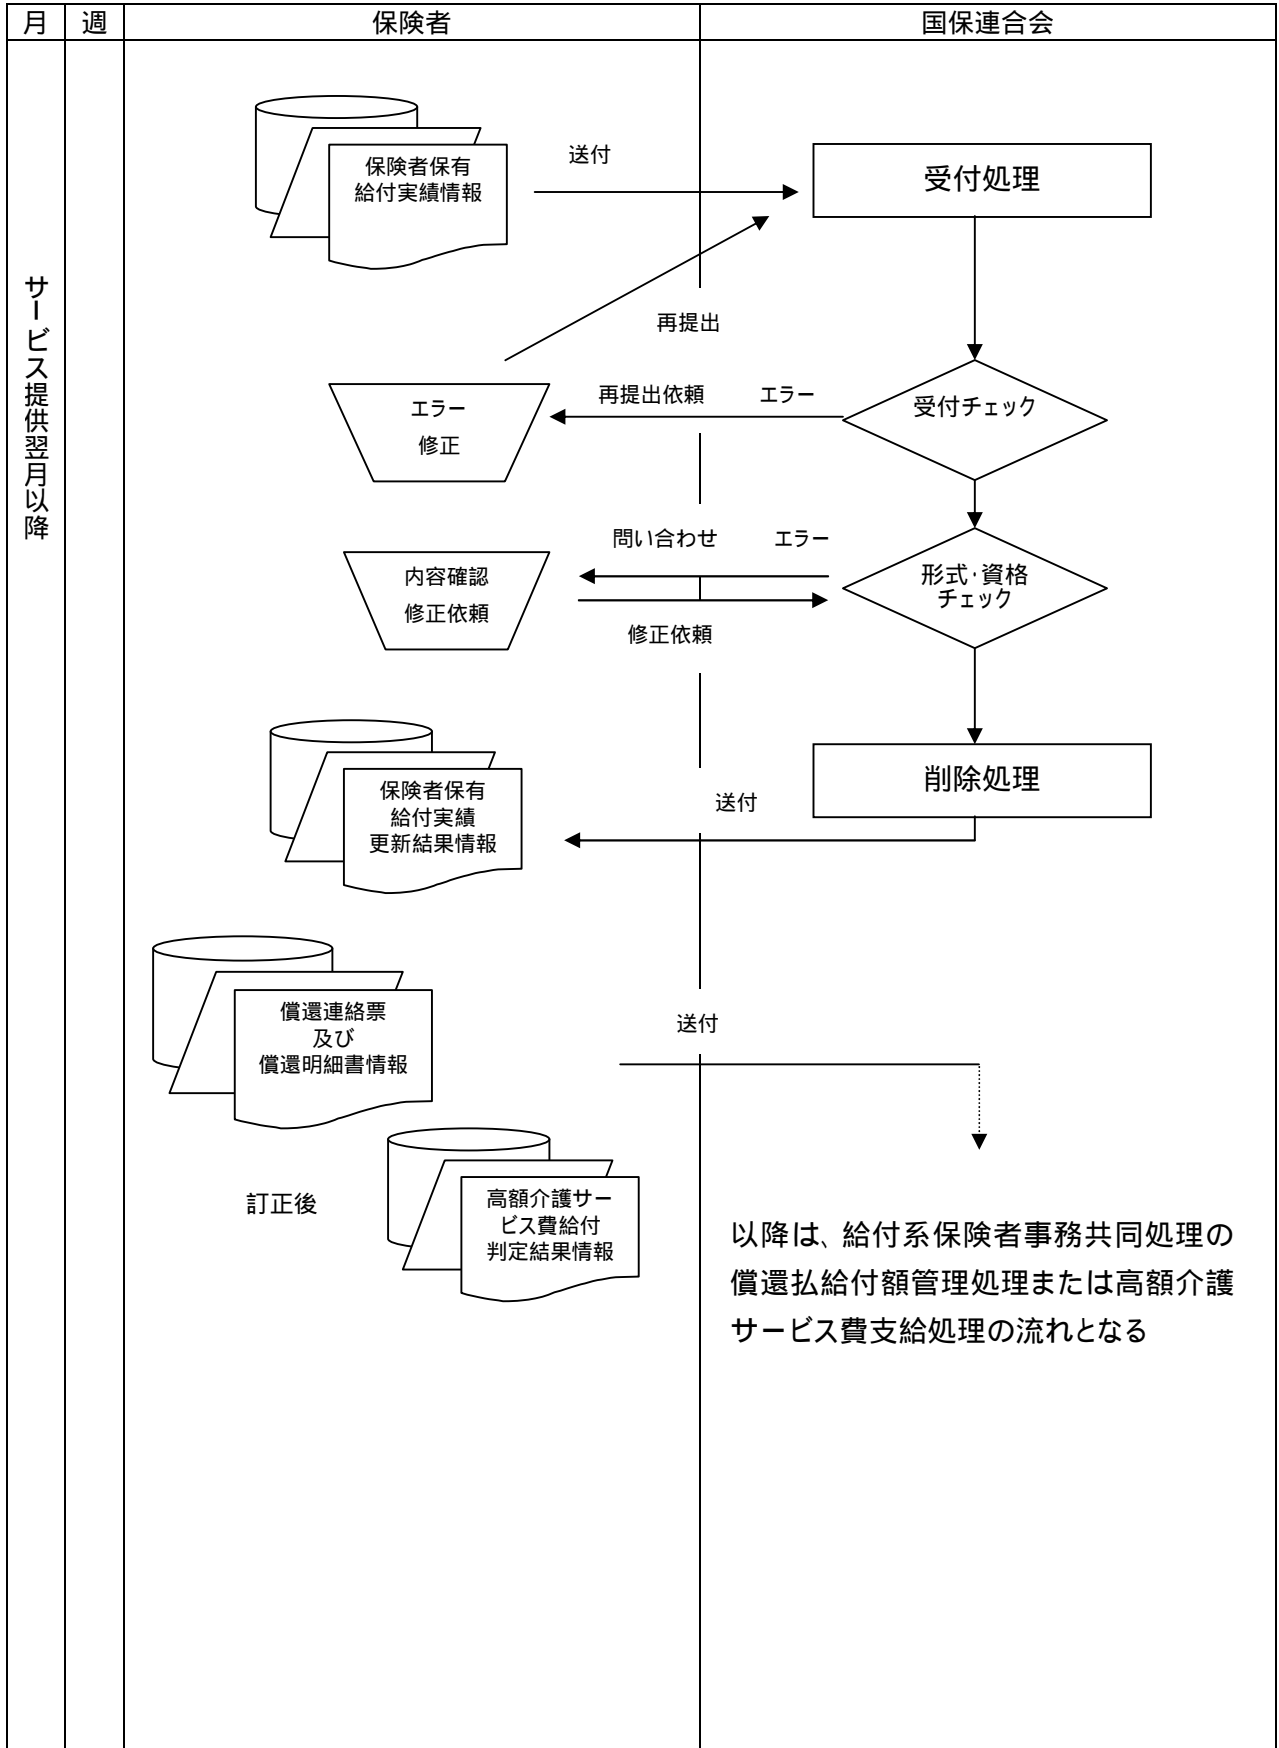 月 週 保険者 国保連合会
サービス提供翌月以降
保険者保有
給付実績情報
送付
受付処理
再提出
エラー
修正
再提出依頼 エラー
受付チェック
問い合わせ エラー
内容確認
修正依頼
形式・資格
チェック
修正依頼
保険者保有
給付実績
更新結果情報
送付
削除処理
償還連絡票
及び
償還明細書情報
送付
訂正後
高額介護サー
ビス費給付
判定結果情報
以降は、給付系保険者事務共同処理の
償還払給付額管理処理または高額介護
サービス費支給処理の流れとなる